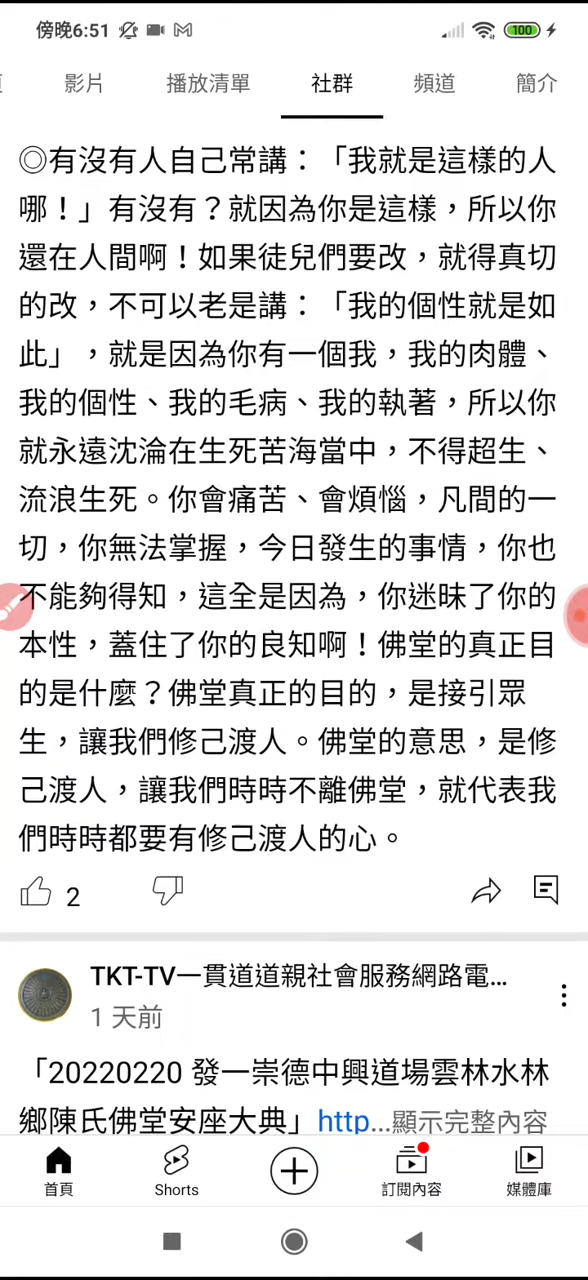 傍晚6:51 100
影片 播放清單 社群 頻道 簡介
◎有沒有人自己常講：「我就是這樣的人
哪！」有沒有？就因為你是這樣，所以你
還在人間啊！如果徒兒們要改，就得真切
的改，不可以老是講：「我的個性就是如
此」，就是因為你有一個我，我的肉體、
我的個性、我的毛病、我的執著，所以你
就永遠沈淪在生死苦海當中，不得超生、
流浪生死。你會痛苦、會煩惱，凡間的一
切，你無法掌握，今日發生的事情，你也
不能夠得知，這全是因為，你迷昧了你的
本性，蓋住了你的良知啊！佛堂的真正目
的是什麼？佛堂真正的目的，是接引眾
生，讓我們修己渡人。佛堂的意思，是修
己渡人，讓我們時時不離佛堂，就代表我
們時時都要有修己渡人的心。
2
TKT-TV一貫道道親社會服務網路電...
1 天前
「20220220 發一崇德中興道場雲林水林
鄉陳氏佛堂安座大典」http...顯示完整內容
首頁 Shorts 訂閱內容 媒體庫